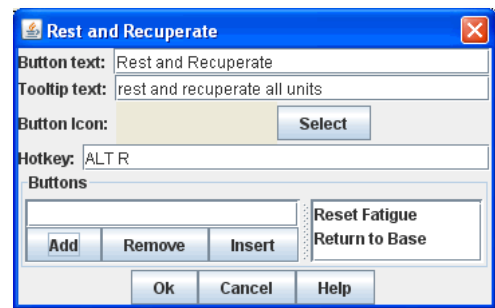 Rest and Recuperate
Button text: Rest and Recuperate
Tooltip text: rest and recuperate all units
Button Icon: Select
Hotkey: ALT R
Buttons
Reset Fatigue
Return to Base
Add Remove Insert
Ok Cancel Help